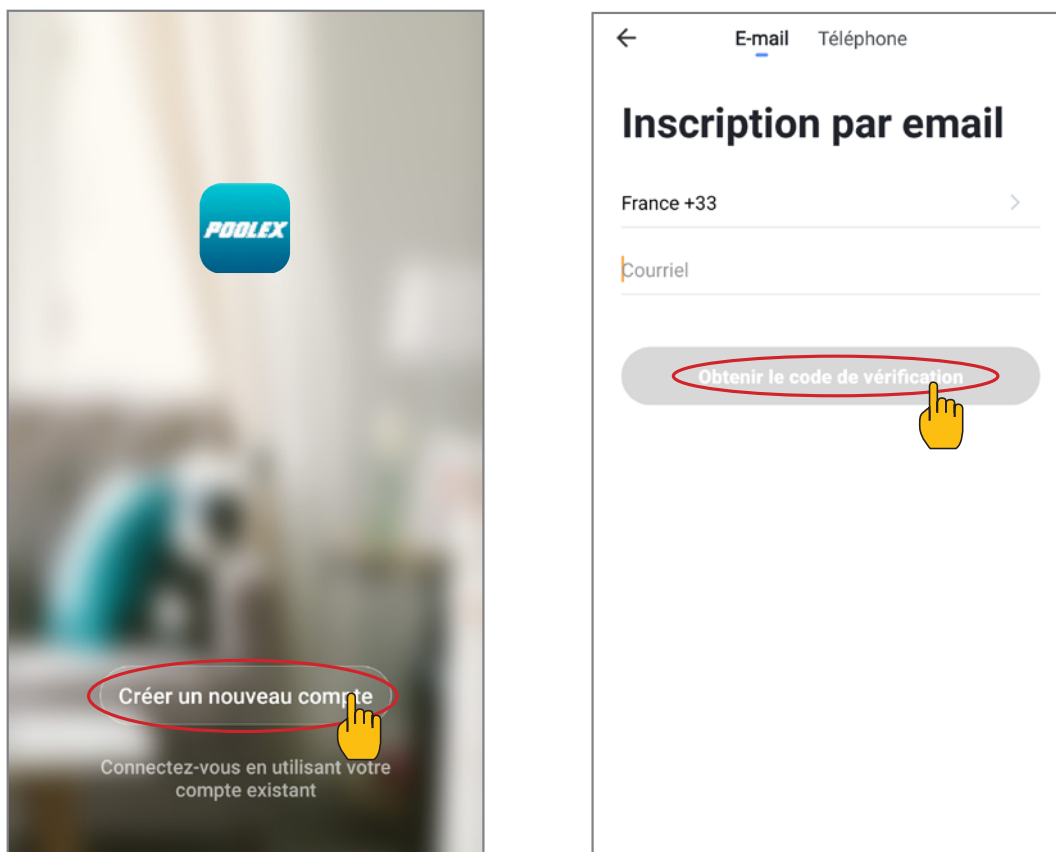 POOLEX
Créer un nouveau compte
Connectez-vous en utilisant votre
compte existant
E-mail Téléphone
Inscription par email
France +33
Courriel
Obtenir le code de vérification